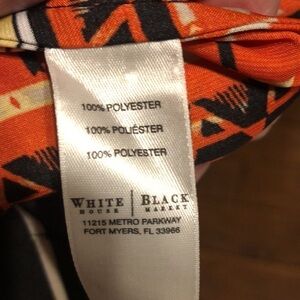 100% POLYESTER
100% POLIÉSTER
100% POLYESTER
WHITE | BLACK
HOUSE | MARKET
11215 METRO PARKWAY
FORT MYERS, FL 33966